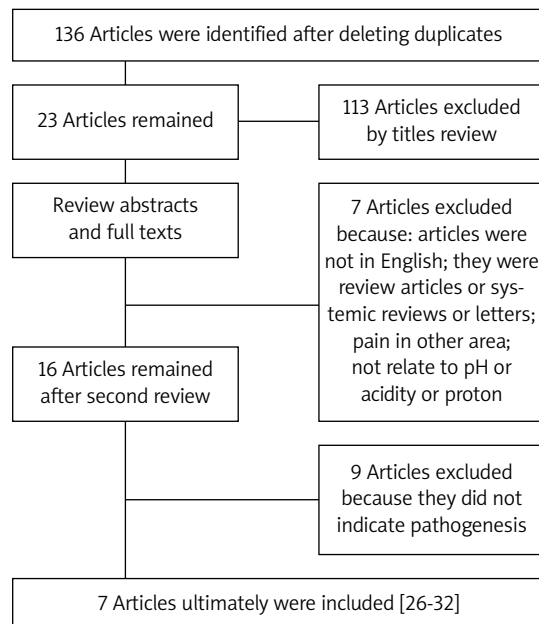 136 Articles were identified after deleting duplicates
23 Articles remained
113 Articles excluded
by titles review
Review abstracts
and full texts
7 Articles excluded
because: articles were
not in English; they were
review articles or sys-
temic reviews or letters;
pain in other area;
not relate to pH or
acidity or proton
16 Articles remained
after second review
9 Articles excluded
because they did not
indicate pathogenesis
7 Articles ultimately were included [26-32]